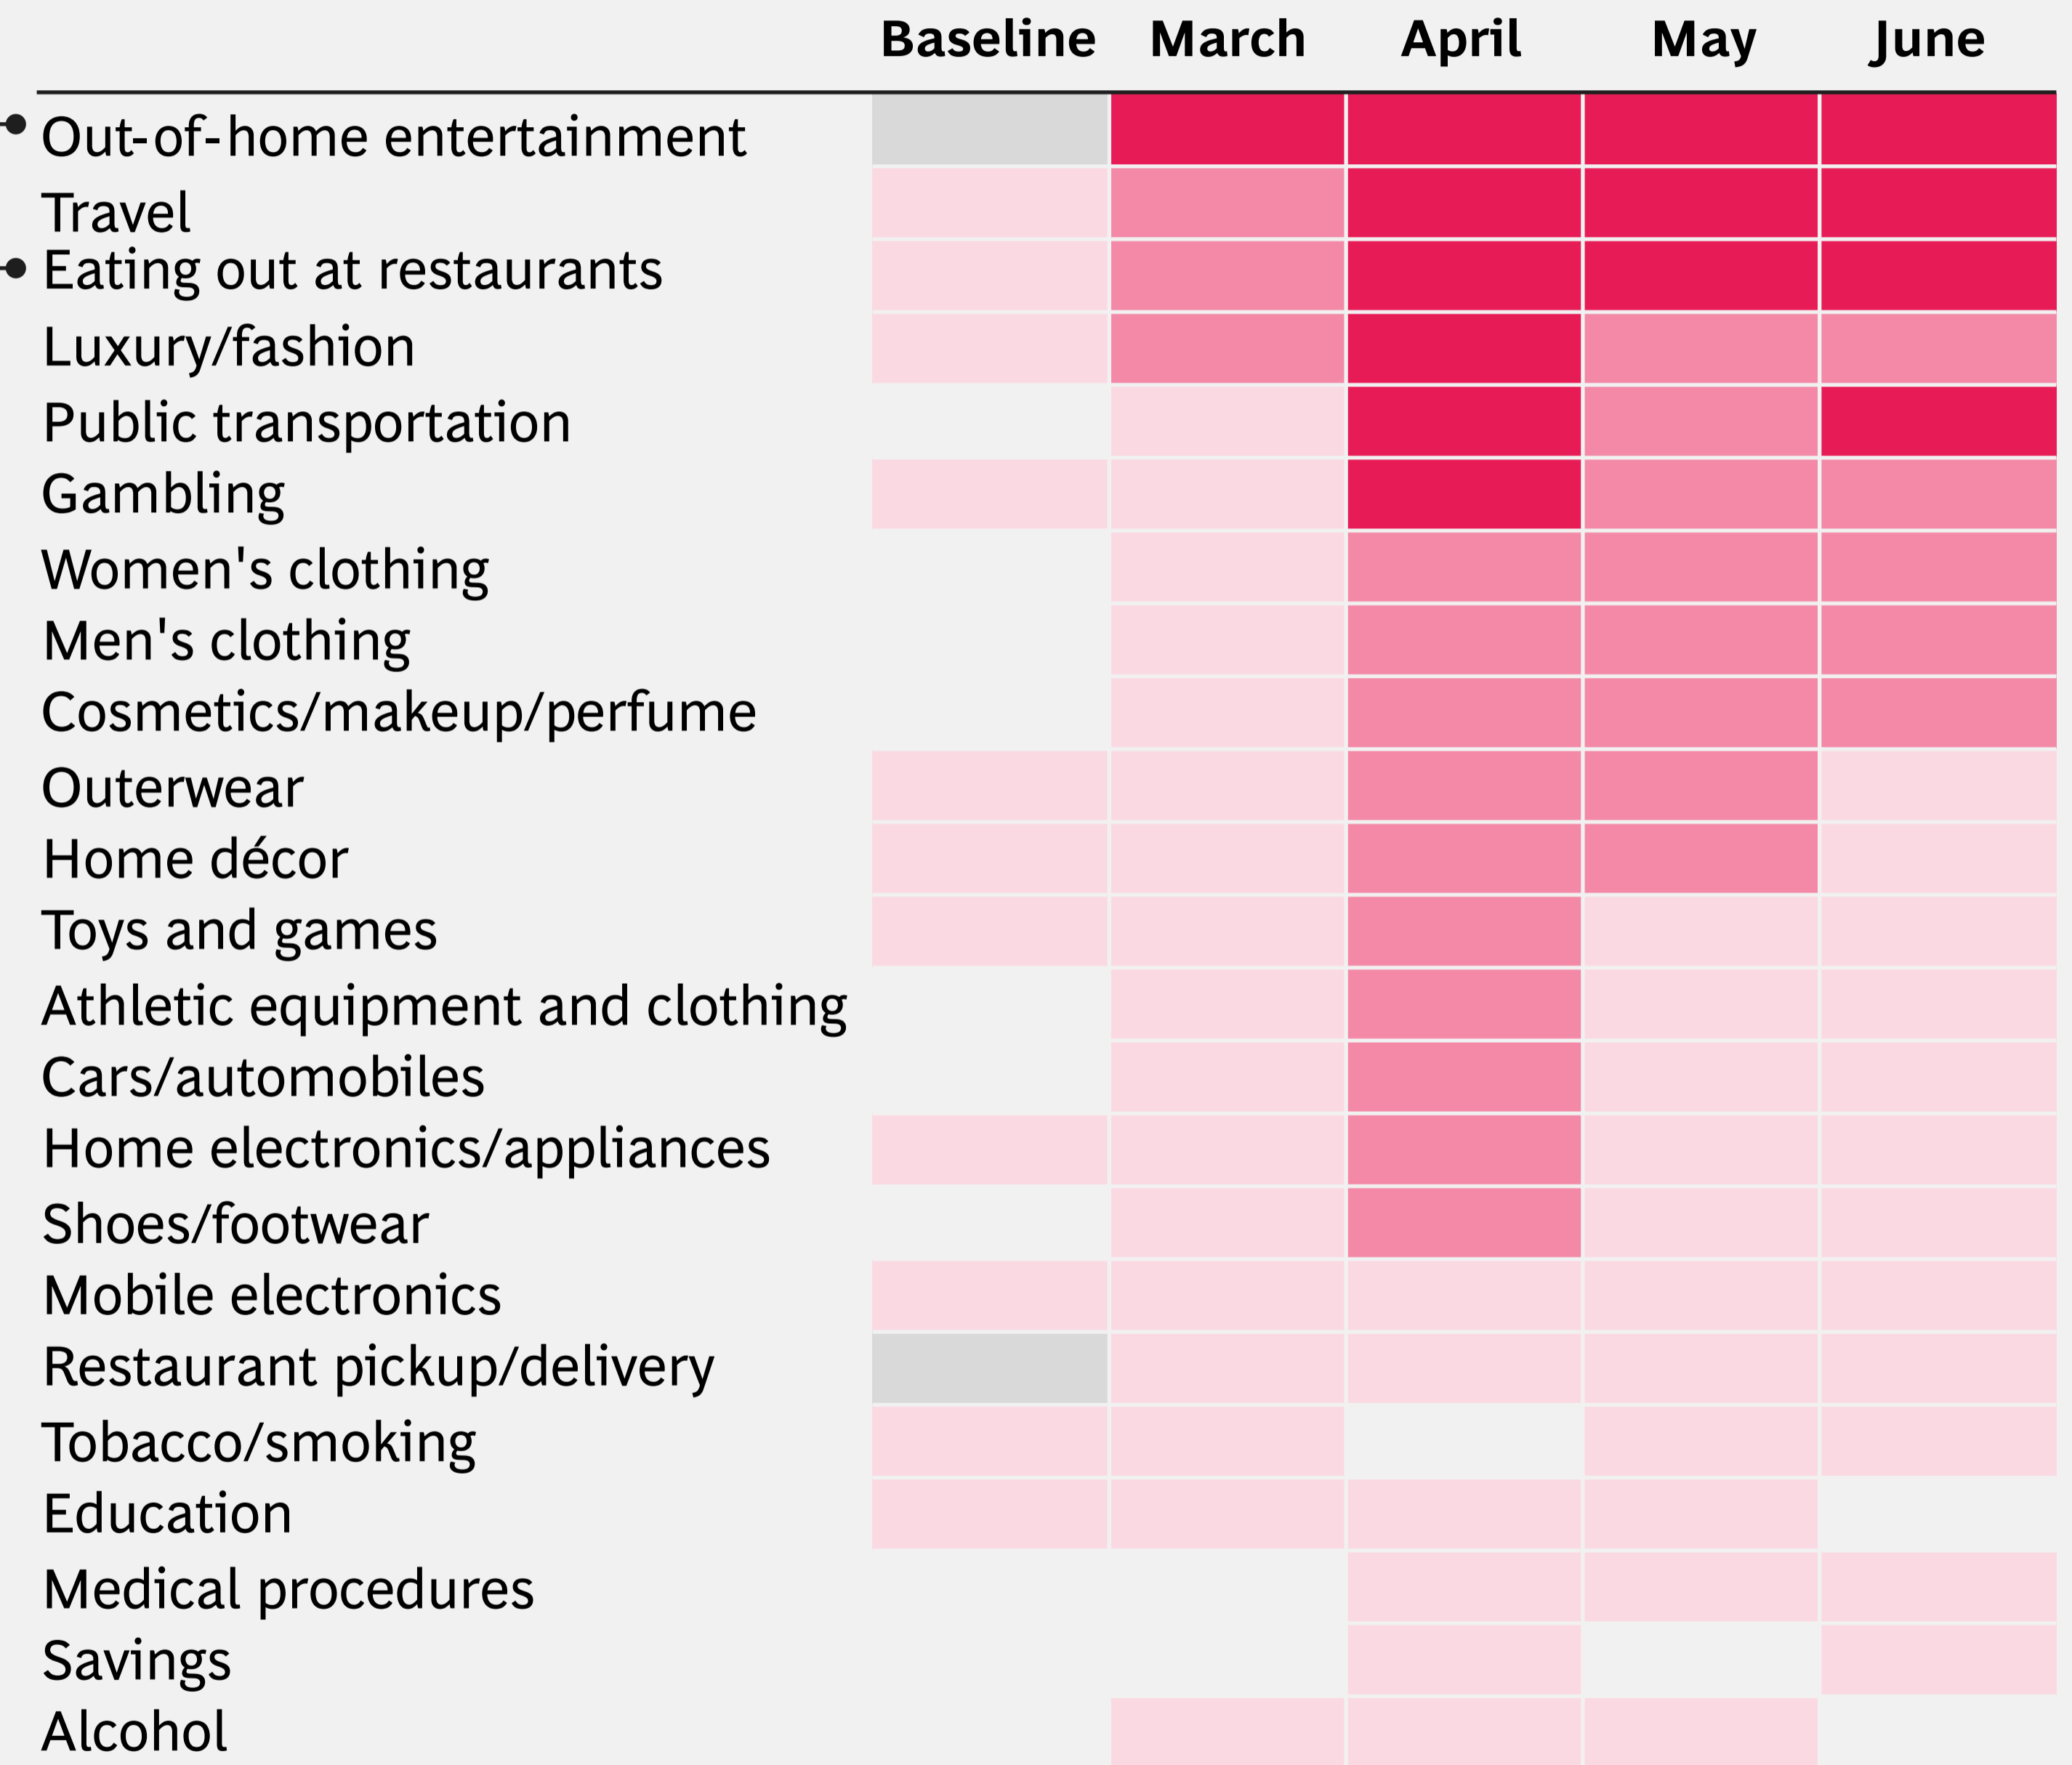 Baseline March April May June
Out-of-home entertainment
Travel
Eating out at restaurants
Luxury/fashion
Public transportation
Gambling
Women's clothing
Men's clothing
Cosmetics/makeup/perfume
Outerwear
Home décor
Toys and games
Athletic equipment and clothing
Cars/automobiles
Home electronics/appliances
Shoes/footwear
Mobile eletronics
Restaurant pickup/delivery
Tobacco/smoking
Education
Medical procedures
Savings
Alcohol